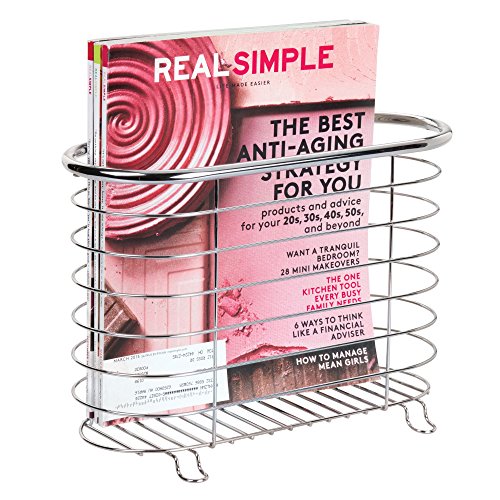 REAL SIMPLE
LIFE MADE EASIER
THE BEST
ANTI-AGING
STRATEGY
FOR YOU
products and advice
for your 20s, 30s, 40s, 50s,
and beyond
WANT A TRANQUIL
BEDROOM?
28 MINI MAKEOVERS
THE ONE
KITCHEN TOOL
EVERY BUSY
FAMILY NEEDS
6 WAYS TO THINK
LIKE A FINANCIAL
ADVISER
HOW TO MANAGE
MEAN GIRLS